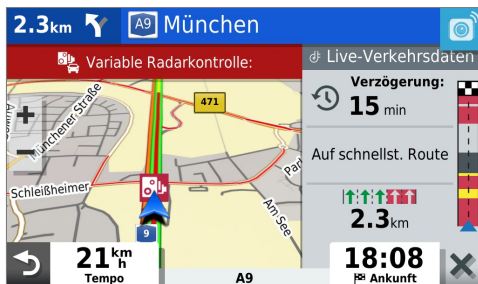 2.3km A9 München
Variable Radarkontrolle:
Live-Verkehrsdaten
Verzögerung:
15 min
Auf schnellst. Route
2.3km
471
Münchener Straße
Schleißheimer
Am See
9
21 km/h
Tempo
A9
18:08
Ankunft